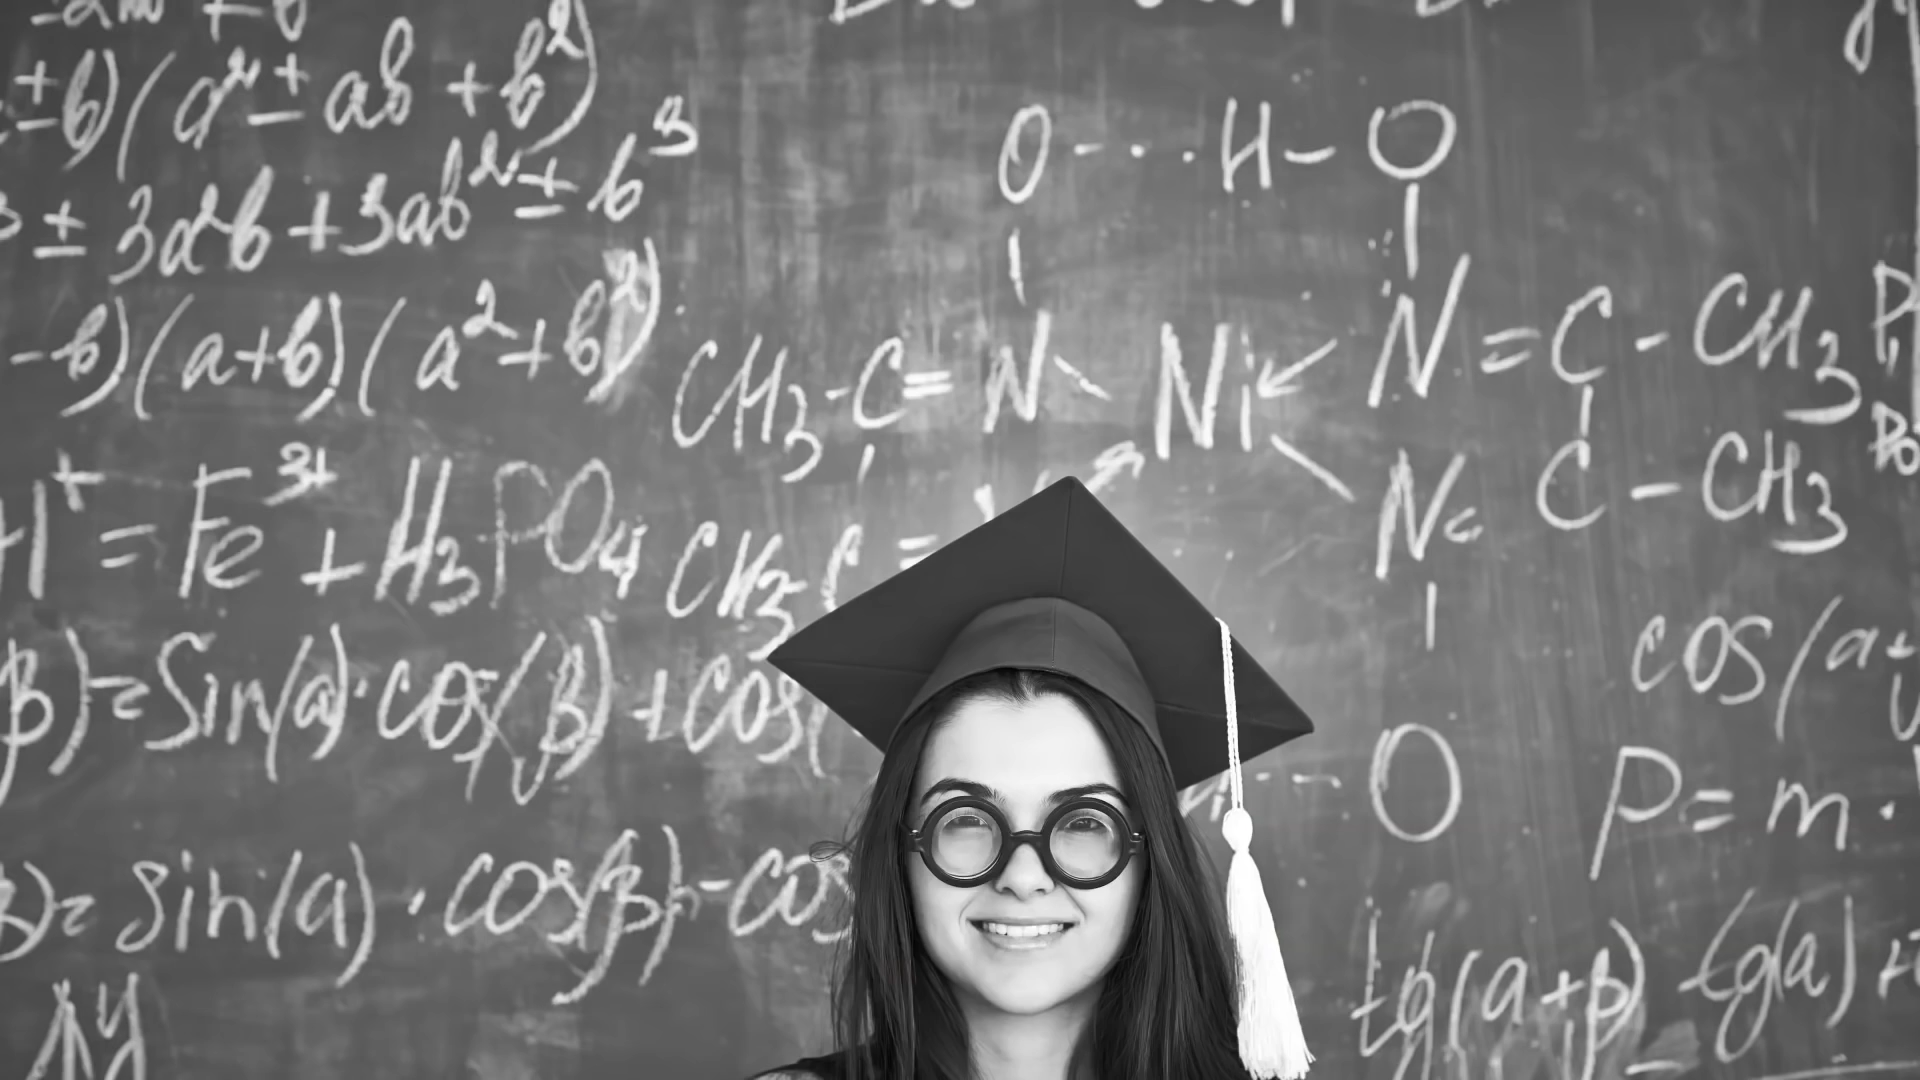 ±b)(a²±ab+b²)
³±3a²b+3ab²±b³
-b)(a+b)(a²+b²)
H⁺=Fe³⁺+H₃PO₄
β)=Sin(a)·cos(β)+cos(
β)=sin(a)·cos(β)-cos
O···H-O
CH₃-C=N Ni N=C-CH₃
CH₃ C = N C-CH₃
O
cos(a+
P=m·
tg(a+β) tg(a)+